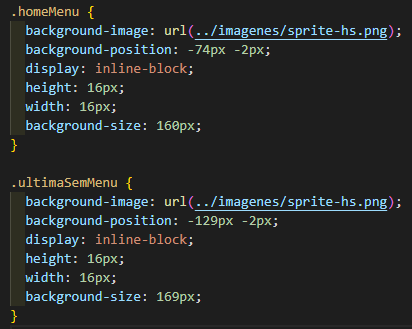 .homeMenu {
background-image: url(../imagenes/sprite-hs.png);
background-position: -74px -2px;
display: inline-block;
height: 16px;
width: 16px;
background-size: 160px;
}
.ultimaSemMenu {
background-image: url(../imagenes/sprite-hs.png);
background-position: -129px -2px;
display: inline-block;
height: 16px;
width: 16px;
background-size: 169px;
}